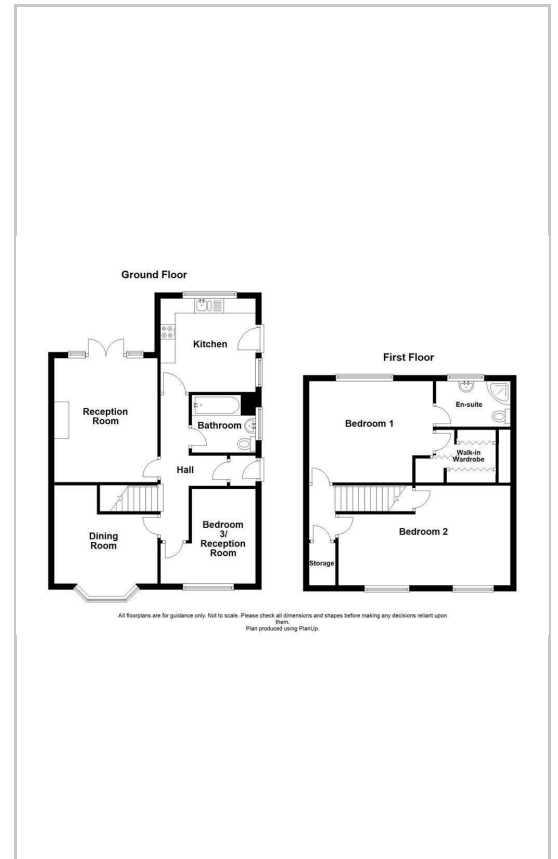 Ground Floor
Kitchen
Reception
Room
Bathroom
Hall
Dining
Room
Bedroom
3/
Reception
Room
First Floor
Bedroom 1
En-suite
Walk-in
Wardrobe
Bedroom 2
Storage
All floorplans are for guidance only. Not to scale. Please check all dimensions and shapes before making any decisions reliant upon
them.
Plan produced using PlanUp.